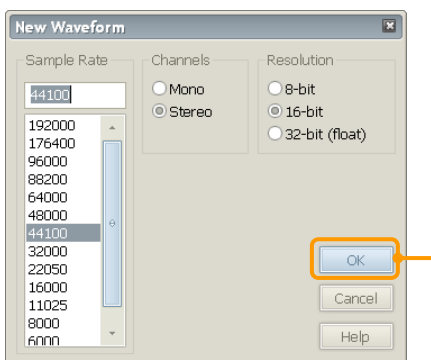 New Waveform
Sample Rate
44100
192000
176400
96000
88200
64000
48000
44100
32000
22050
16000
11025
8000
6000
Channels
Mono
Stereo
Resolution
8-bit
16-bit
32-bit (float)
OK
Cancel
Help